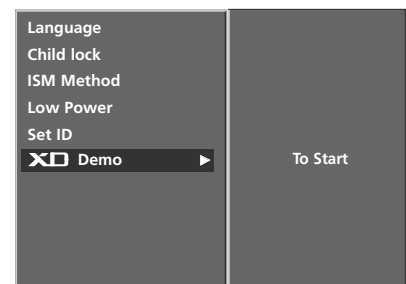 Language
Child lock
ISM Method
Low Power
Set ID
XD Demo
To Start